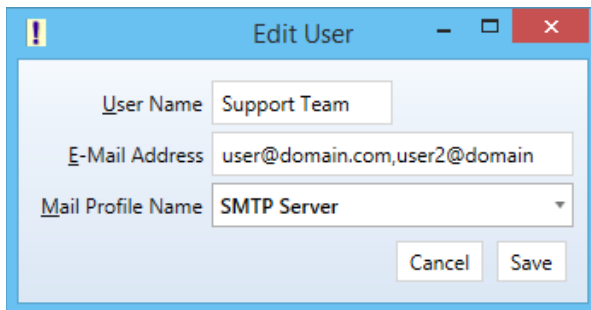 Edit User
User Name Support Team
E-Mail Address user@domain.com,user2@domain
Mail Profile Name SMTP Server
Cancel Save